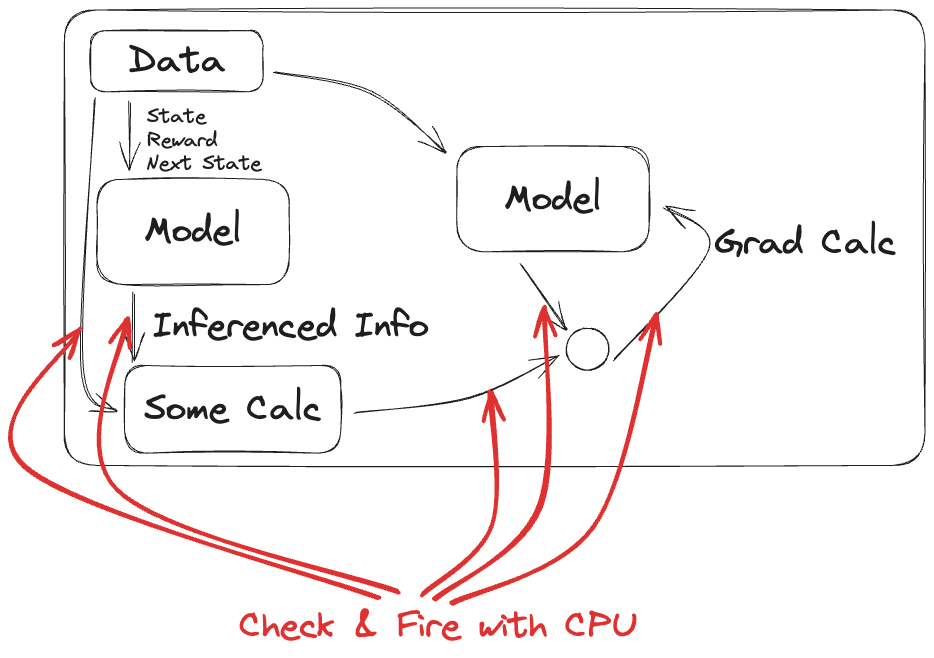 Data
State
Reward
Next State
Model
Model
Grad Calc
Inferenced Info
Some Calc
Check & Fire with CPU